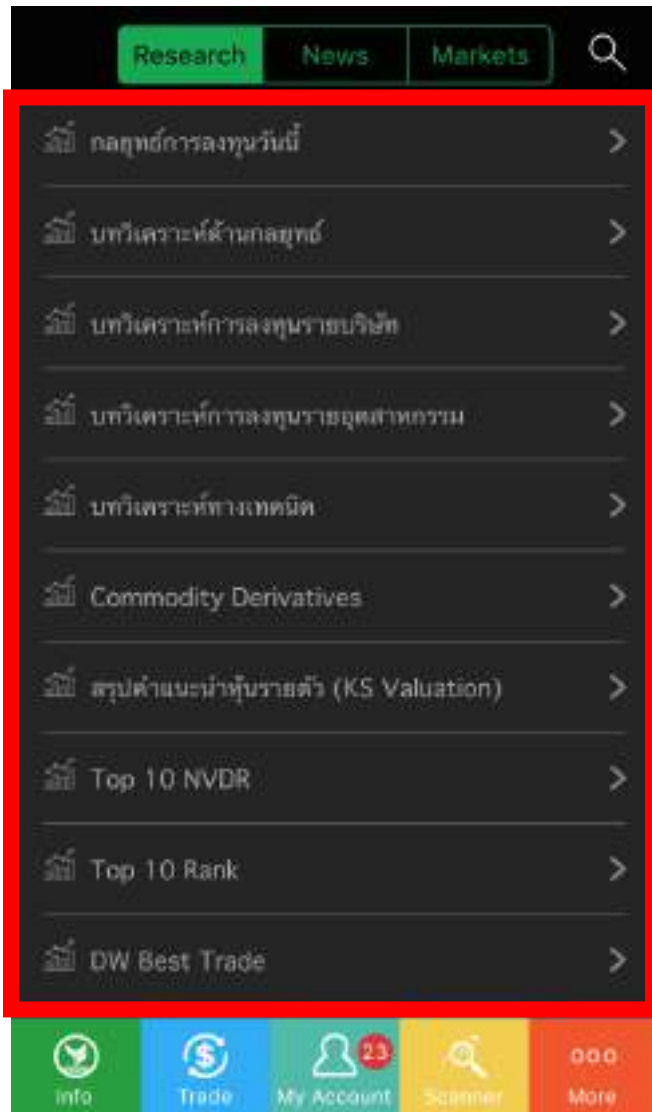 Research News Markets
กลยุทธ์การลงทุนวันนี้
บทวิเคราะห์ด้านกลยุทธ์
บทวิเคราะห์การลงทุนรายบริษัท
บทวิเคราะห์การลงทุนรายอุตสาหกรรม
บทวิเคราะห์ทางเทคนิค
Commodity Derivatives
สรุปคำแนะนำหุ้นรายตัว (KS Valuation)
Top 10 NVDR
Top 10 Rank
DW Best Trade
23
Info Trade My Account Scanner More